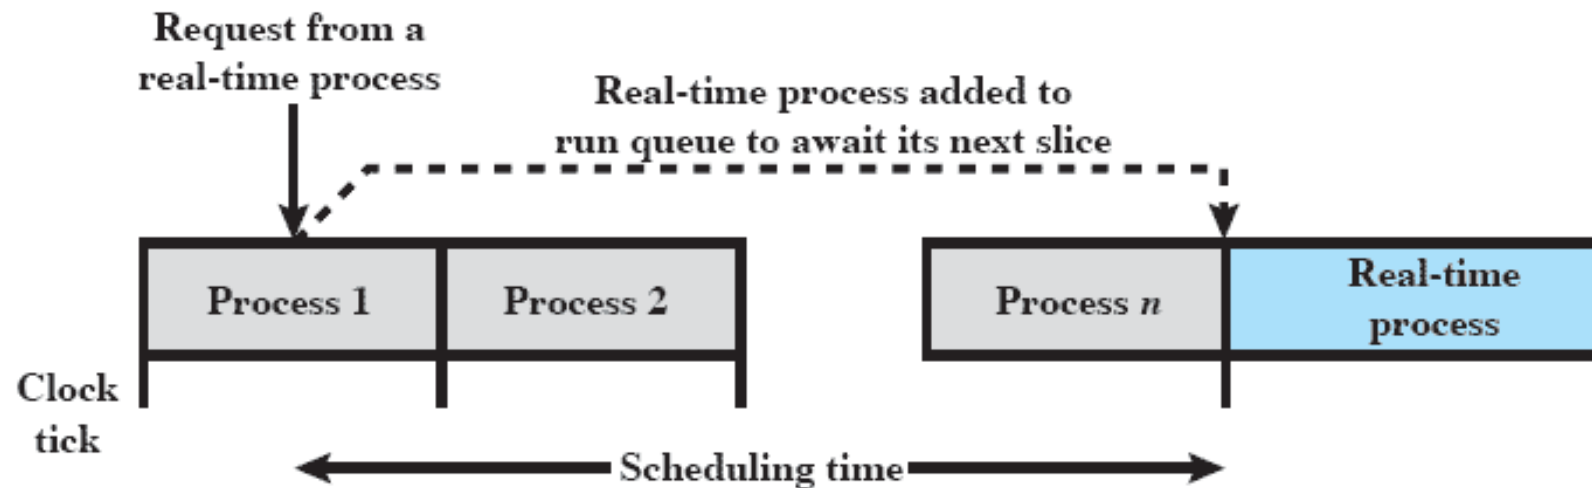 Request from a
real-time process
Real-time process added to
run queue to await its next slice
Process 1
Process 2
Process n
Real-time
process
Clock
tick
Scheduling time